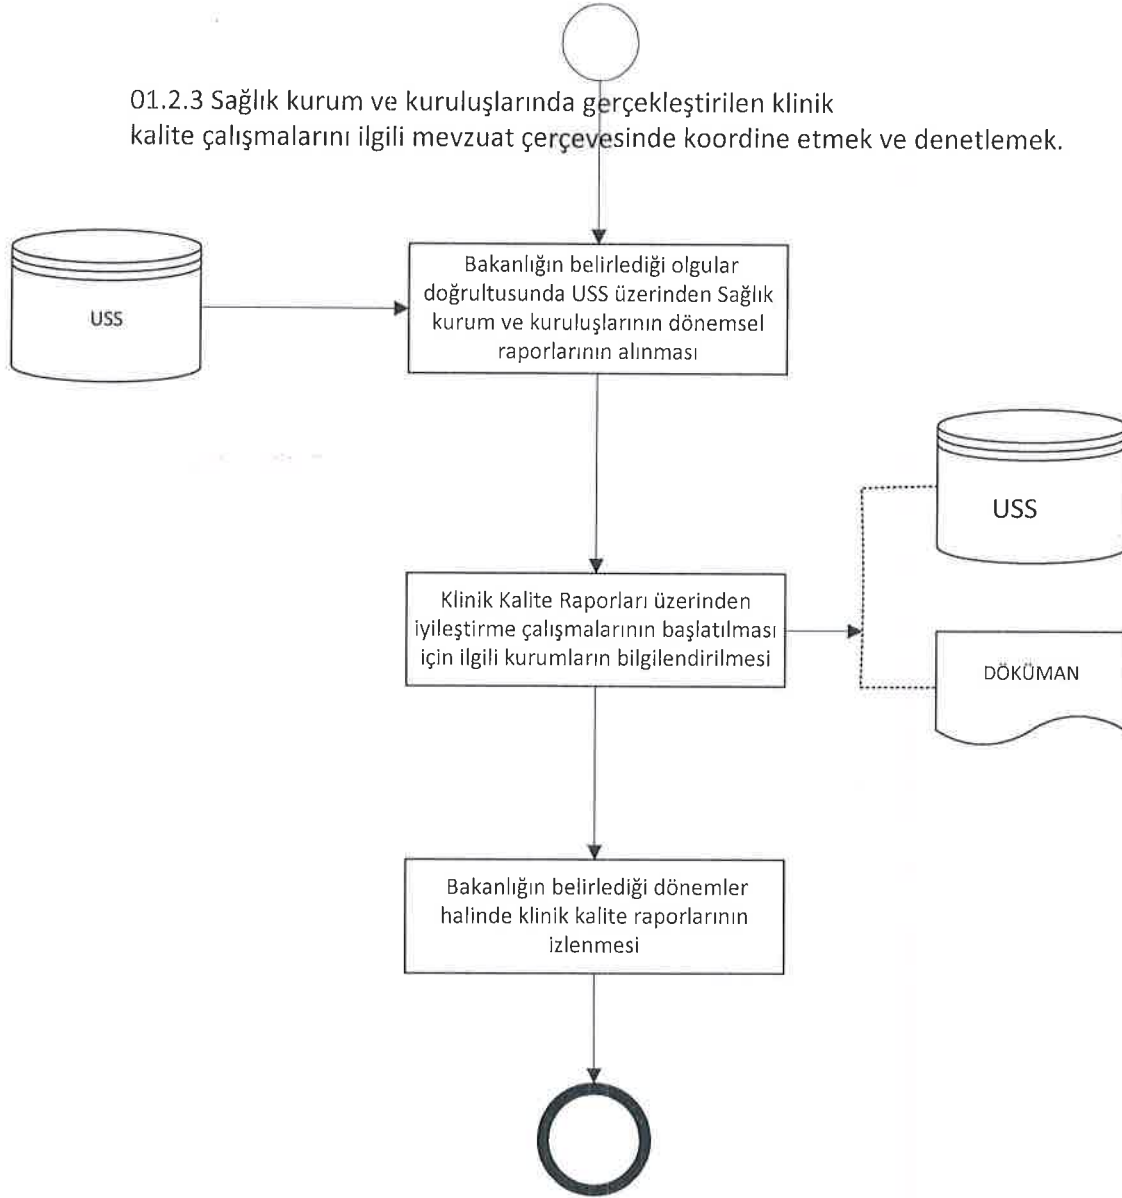 01.2.3 Sağlık kurum ve kuruluşlarında gerçekleştirilen klinik
kalite çalışmalarını ilgili mevzuat çerçevesinde koordine etmek ve denetlemek.
USS
Bakanlığın belirlediği olgular
doğrultusunda USS üzerinden Sağlık
kurum ve kuruluşlarının dönemsel
raporlarının alınması
USS
Klinik Kalite Raporları üzerinden
iyileştirme çalışmalarının başlatılması
için ilgili kurumların bilgilendirilmesi
DÖKÜMAN
Bakanlığın belirlediği dönemler
halinde klinik kalite raporlarının
izlenmesi